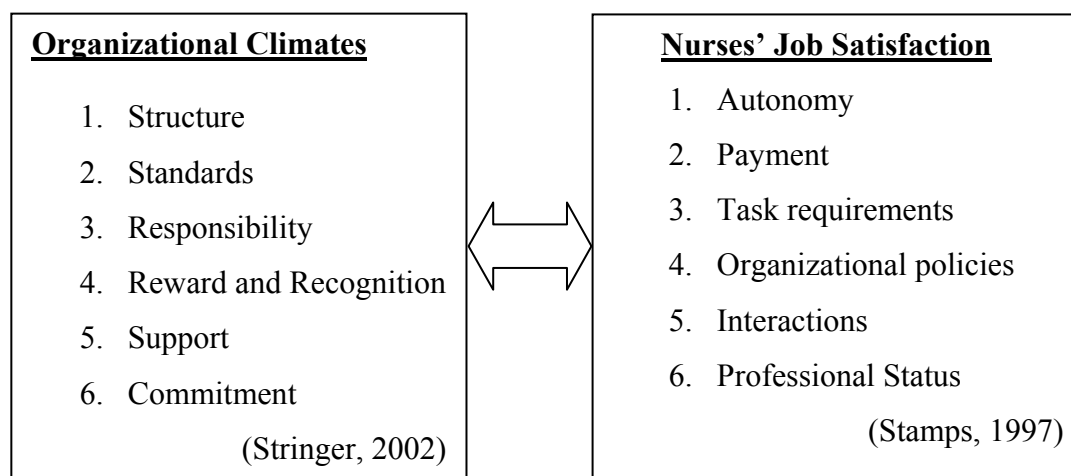 Organizational Climates
1. Structure
2. Standards
3. Responsibility
4. Reward and Recognition
5. Support
6. Commitment
(Stringer, 2002)
Nurses’ Job Satisfaction
1. Autonomy
2. Payment
3. Task requirements
4. Organizational policies
5. Interactions
6. Professional Status
(Stamps, 1997)